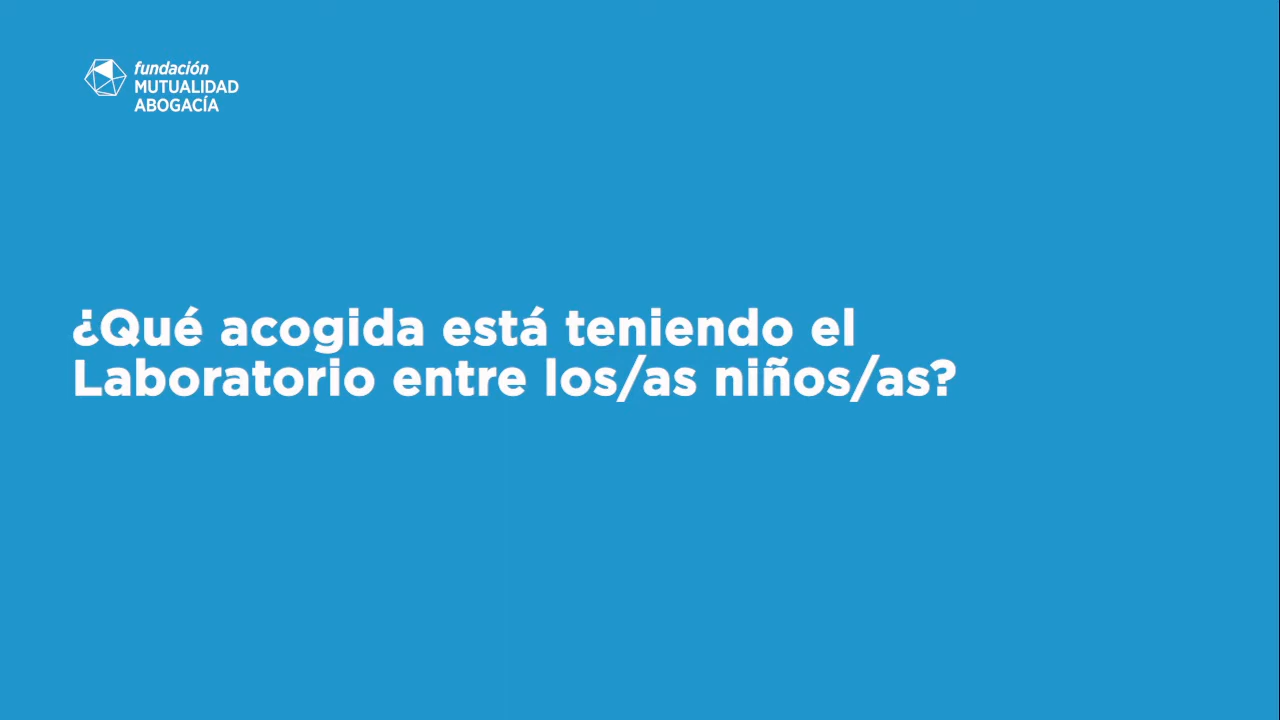 fundación
MUTUALIDAD
ABOGACÍA
¿Qué acogida está teniendo el
Laboratorio entre los/as niños/as?